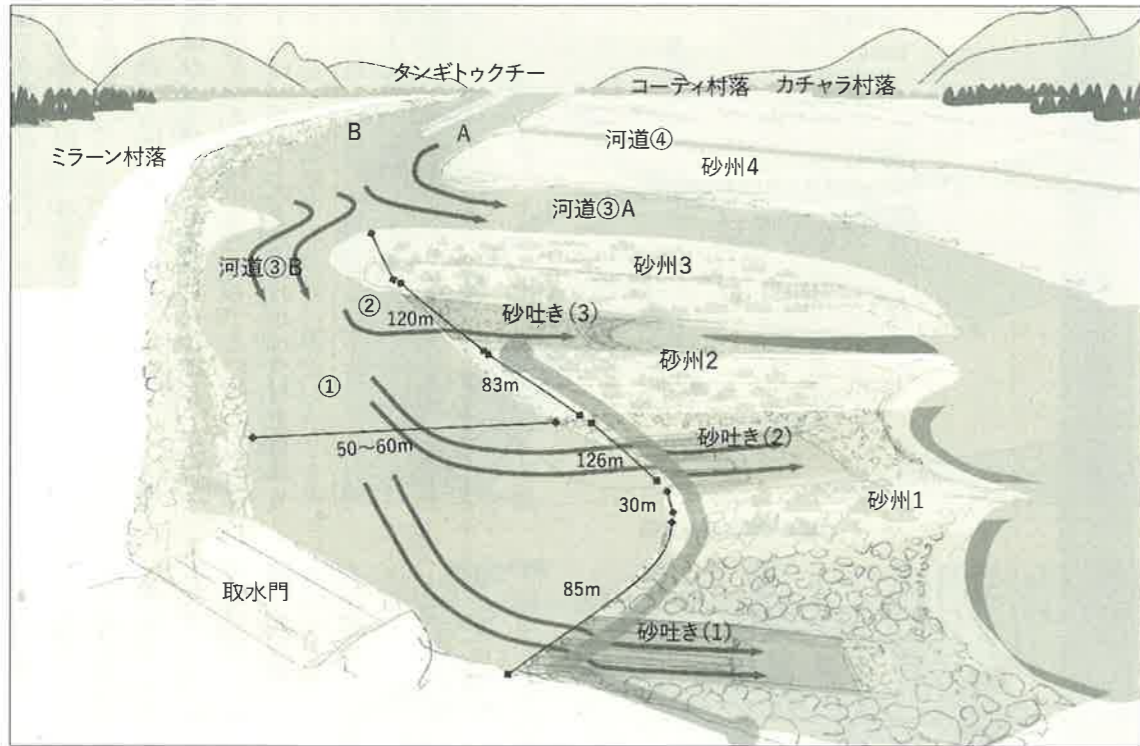 タンギトゥクチー
コーティ村落 カチャラ村落
B
A
河道④
ミラーン村落
砂州4
河道③A
河道③B
砂州3
②
120m
砂吐き(3)
砂州2
①
83m
砂吐き(2)
50〜60m
126m
30m
砂州1
取水門
85m
砂吐き(1)